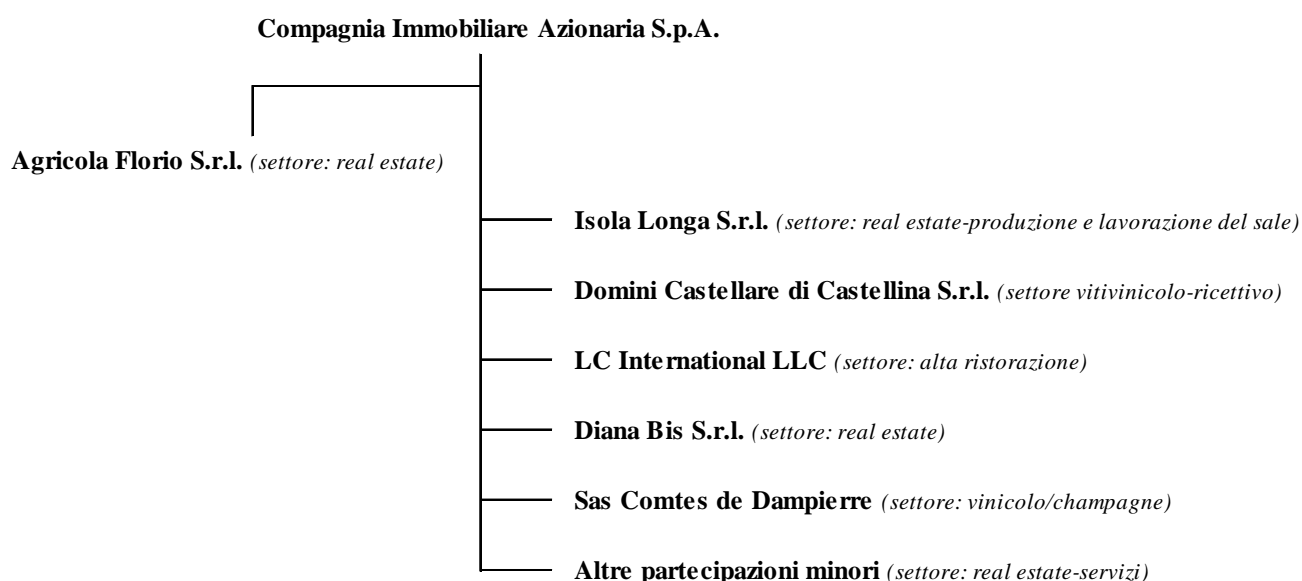 Compagnia Immobiliare Azionaria S.p.A.
Agricola Florio S.r.l. (settore: real estate)
Isola Longa S.r.l. (settore: real estate-produzione e lavorazione del sale)
Domini Castellare di Castellina S.r.l. (settore vitivinicolo-ricettivo)
LC International LLC (settore: alta ristorazione)
Diana Bis S.r.l. (settore: real estate)
Sas Comtes de Dampierre (settore: vinicolo/champagne)
Altre partecipazioni minori (settore: real estate-servizi)